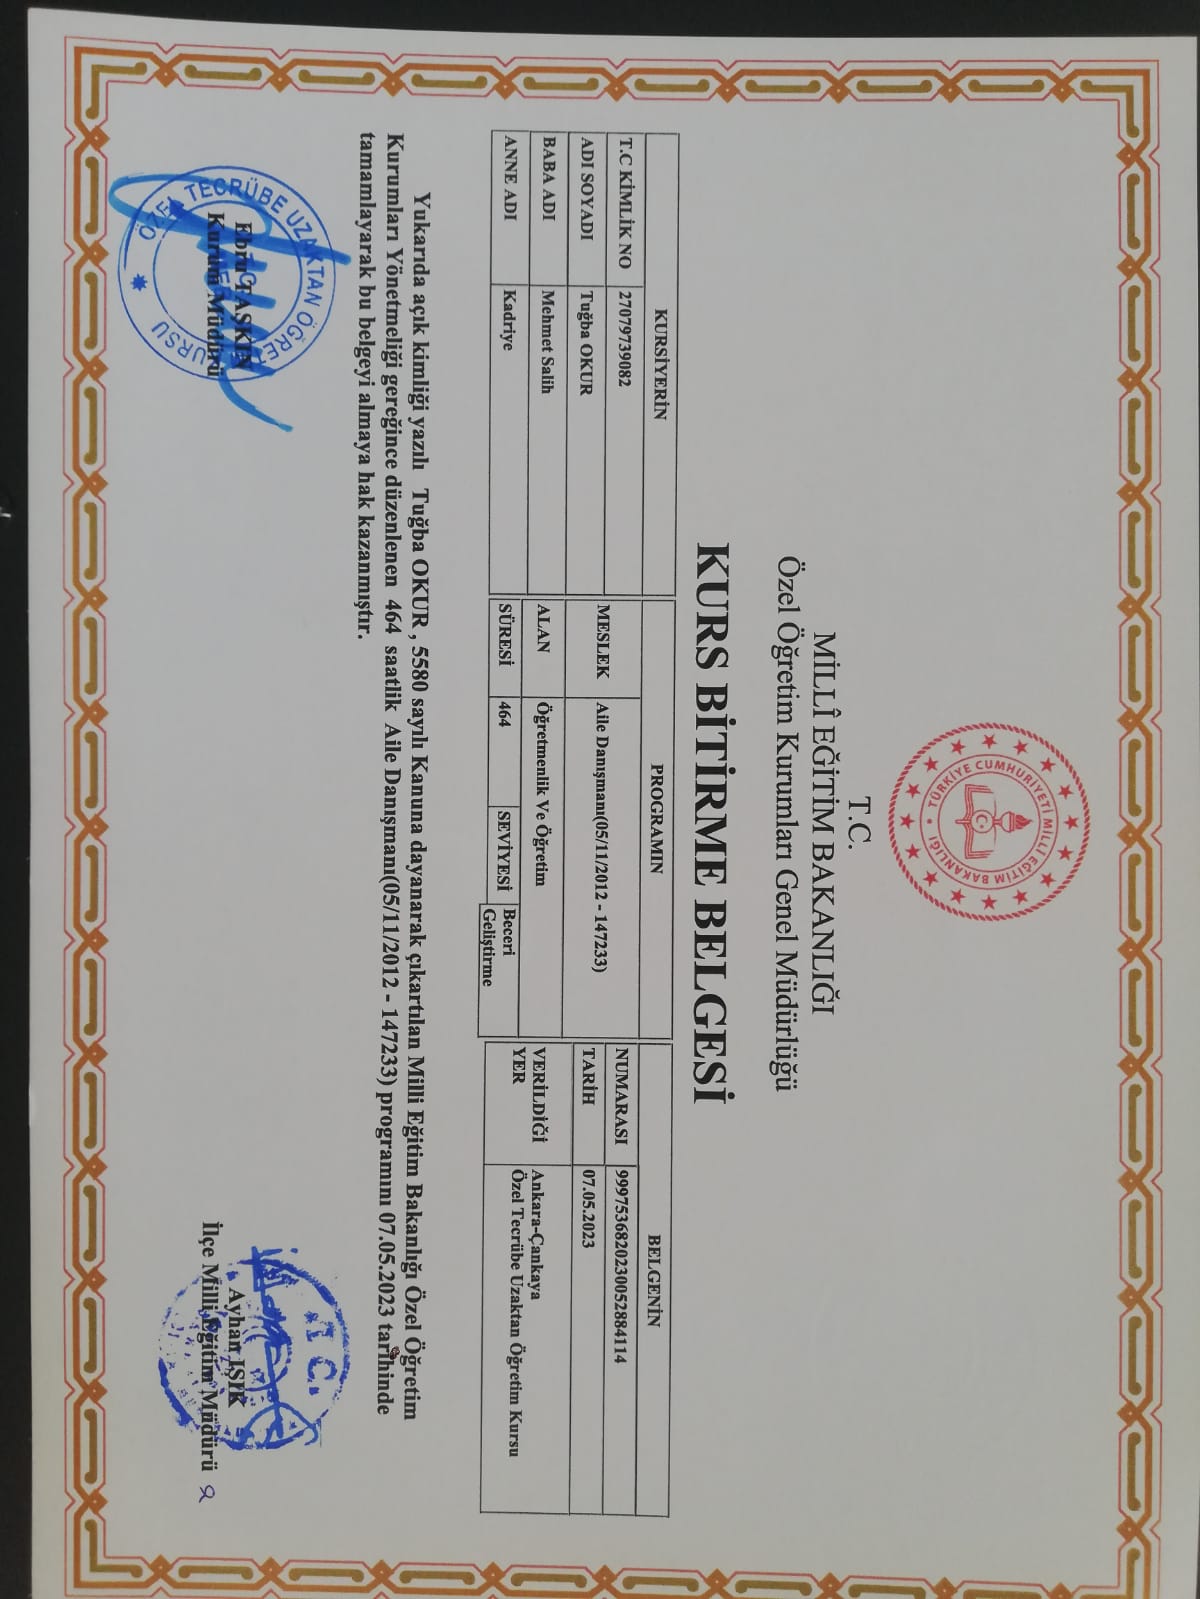 TÜRKİYE CUMHURİYETİ MİLLÎ EĞİTİM BAKANLIĞI
T.C.
MİLLÎ EĞİTİM BAKANLIĞI
Özel Öğretim Kurumları Genel Müdürlüğü
KURS BİTİRME BELGESİ
KURSİYERİN
T.C KİMLİK NO 27079739082
ADI SOYADI Tuğba OKUR
BABA ADI Mehmet Salih
ANNE ADI Kadriye
PROGRAMIN
MESLEK Aile Danışmanı(05/11/2012 - 147233)
ALAN Öğretmenlik Ve Öğretim
SÜRESİ 464 SEVİYESİ Beceri
Geliştirme
BELGENİN
NUMARASI 99975368202300528​84114
TARİH 07.05.2023
VERİLDİĞİ Ankara-Çankaya
YER Özel Tecrübe Uzaktan Öğretim Kursu
Yukarıda açık kimliği yazılı Tuğba OKUR , 5580 sayılı Kanuna dayanarak çıkartılan Milli Eğitim Bakanlığı Özel Öğretim
Kurumları Yönetmeliği gereğince düzenlenen 464 saatlik Aile Danışmanı(05/11/2012 - 147233) programını 07.05.2023 tarihinde
tamamlayarak bu belgeyi almaya hak kazanmıştır.
ÖZEL TECRÜBE UZAKTAN ÖĞRET KURSU
Ebru TAŞKIN
Kurum Müdürü
T.C.
Ayhan IŞIK
İlçe Milli Eğitim Müdürü